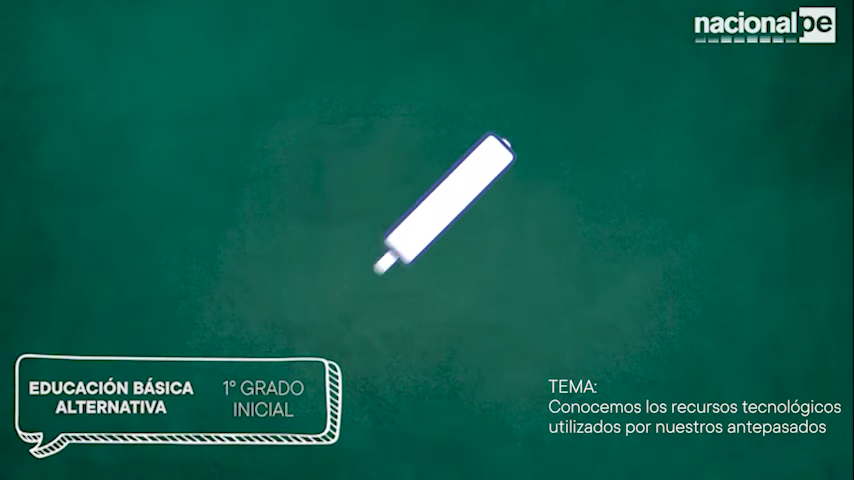 nacionalpe
EDUCACIÓN BÁSICA
ALTERNATIVA
1° GRADO
INICIAL
TEMA:
Conocemos los recursos tecnológicos
utilizados por nuestros antepasados